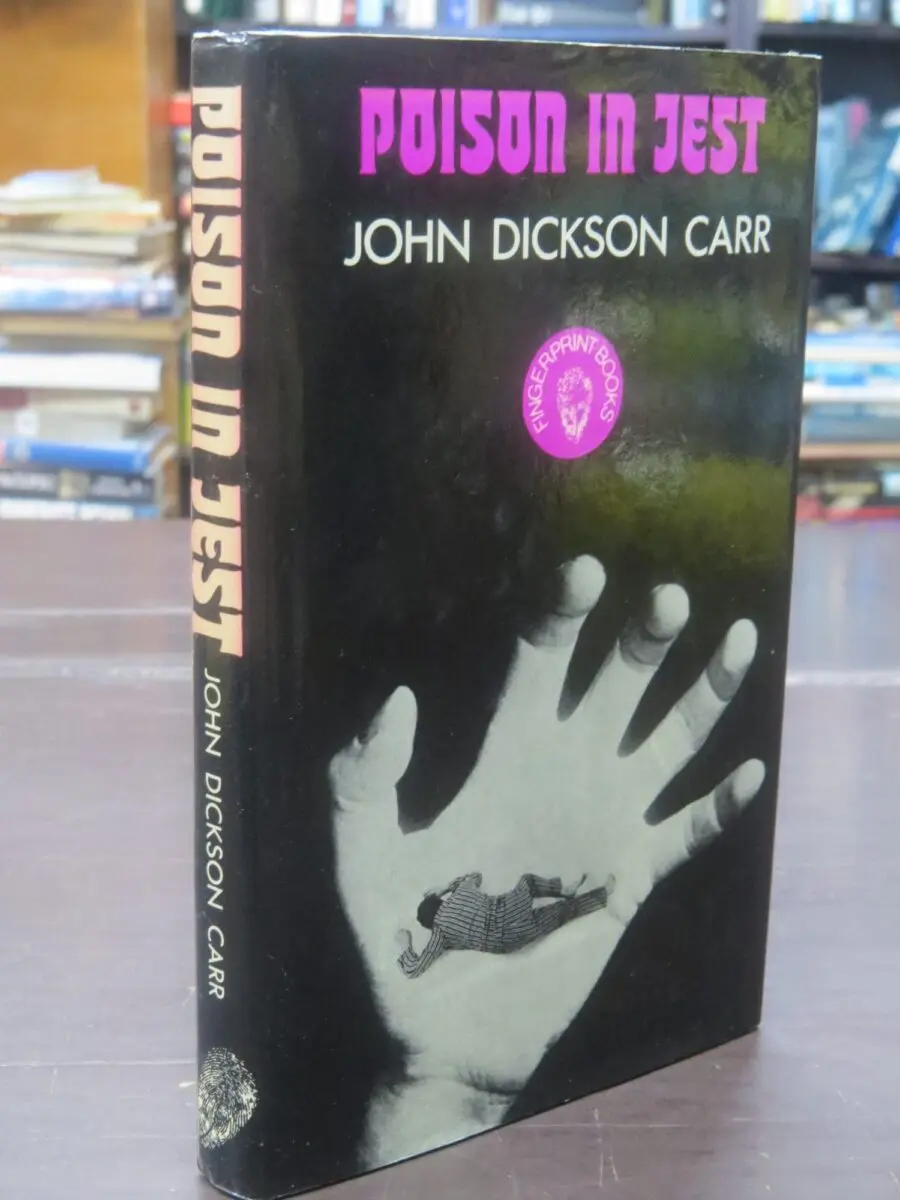 POISON IN JEST
JOHN DICKSON CARR
FINGERPRINT BOOKS
POISON IN JEST
JOHN DICKSON CARR